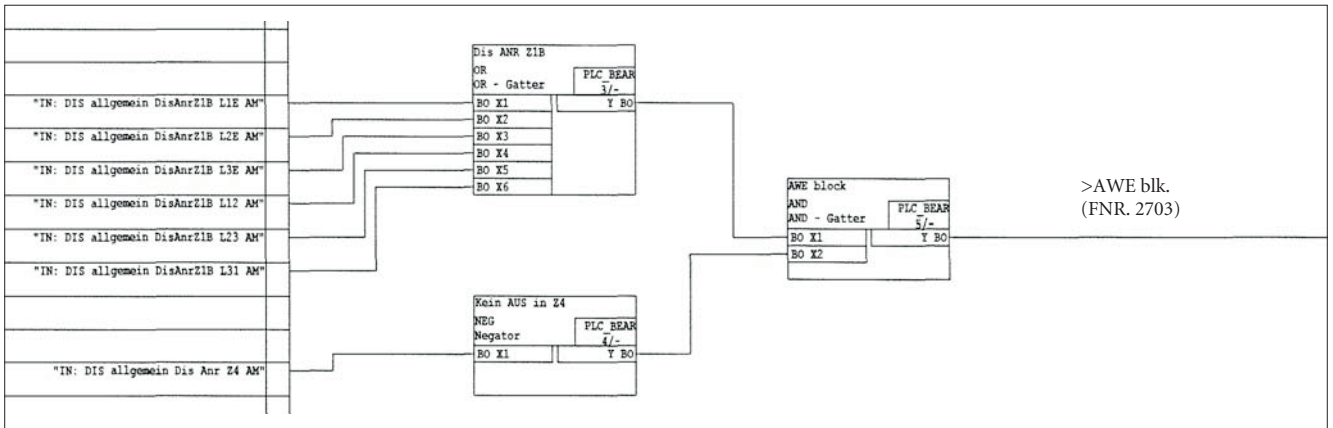 "IN: DIS allgemein DisAnrZ1B L1E AM"
"IN: DIS allgemein DisAnrZ1B L2E AM"
"IN: DIS allgemein DisAnrZ1B L3E AM"
"IN: DIS allgemein DisAnrZ1B L12 AM"
"IN: DIS allgemein DisAnrZ1B L23 AM"
"IN: DIS allgemein DisAnrZ1B L31 AM"
"IN: DIS allgemein Dis Anr Z4 AM"
Dis ANR Z1B
OR
OR - Gatter
PLC_BEAR
3/-
BO X1
Y BO
BO X2
BO X3
BO X4
BO X5
BO X6
Kein AUS in Z4
NEG
Negator
PLC_BEAR
4/-
BO X1
Y BO
AWE block
AND
AND - Gatter
PLC_BEAR
5/-
BO X1
Y BO
BO X2
>AWE blk.
(FNR. 2703)